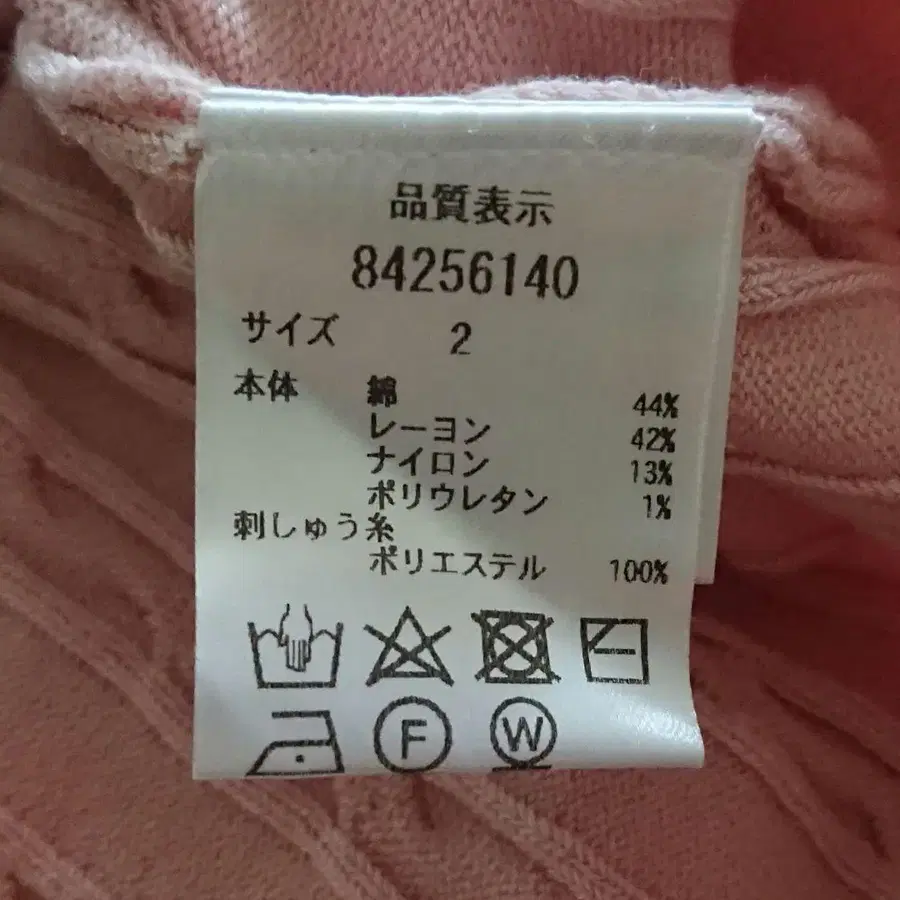 品質表示
84256140
サイズ 2
本体 綿 44%
レーヨン 42%
ナイロン 13%
ポリウレタン 1%
刺しゅう糸
ポリエステル 100%
F W